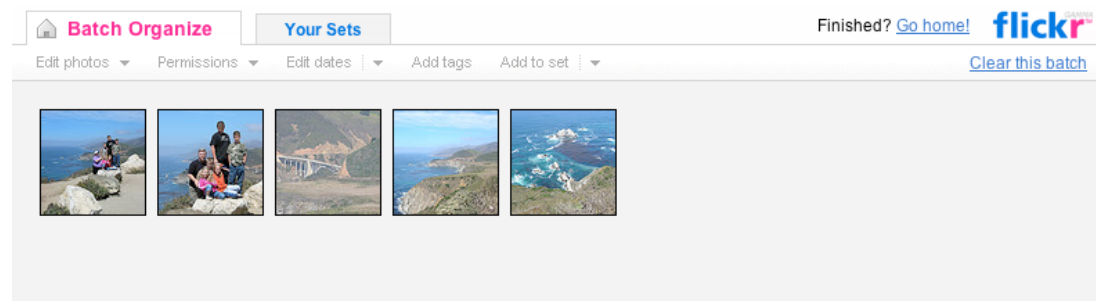 Batch Organize
Your Sets
Finished? Go home!
flickr GAMMA
Edit photos
Permissions
Edit dates
Add tags
Add to set
Clear this batch